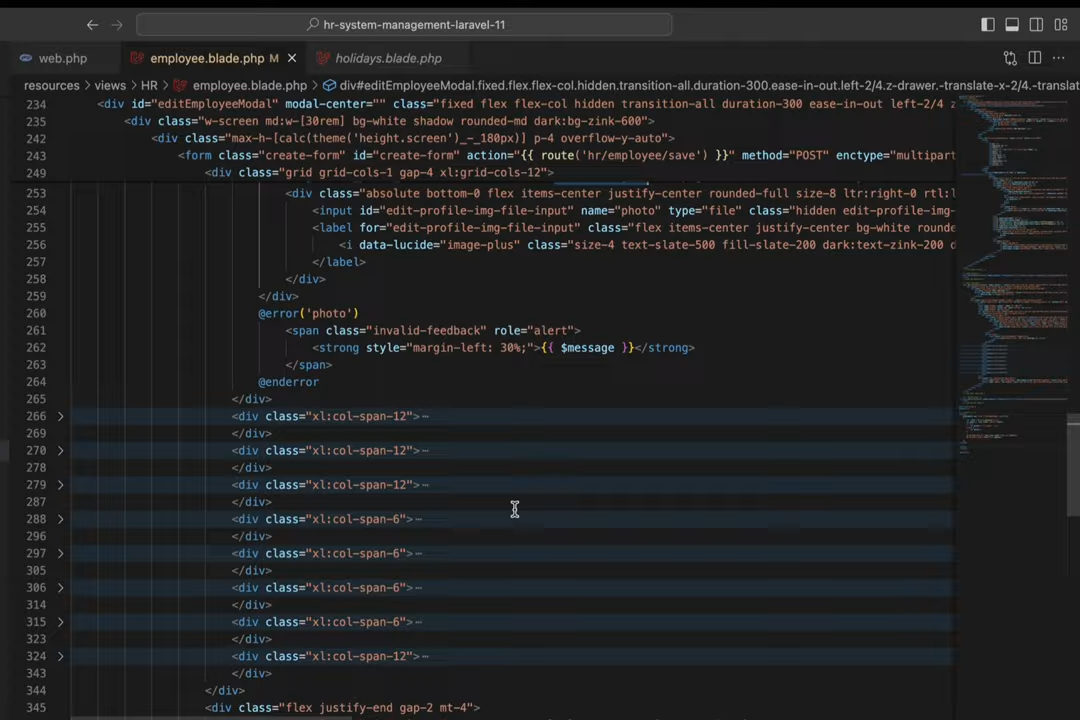 hr-system-management-laravel-11
web.php
employee.blade.php M
holidays.blade.php
resources > views > HR > employee.blade.php > div#editEmployeeModal.fixed.flex.flex-col.hidden.transition-all.duration-300.ease-in-out.left-2/4.z-drawer.-translate-x-2/4.-translat
234 <div id="editEmployeeModal" modal-center="" class="fixed flex flex-col hidden transition-all duration-300 ease-in-out left-2/4 z
235 <div class="w-screen md:w-[30rem] bg-white shadow rounded-md dark:bg-zink-600">
242 <div class="max-h-[calc(theme('height.screen')_-_180px)] p-4 overflow-y-auto">
243 <form class="create-form" id="create-form" action="{{ route('hr/employee/save') }}" method="POST" enctype="multipart
249 <div class="grid grid-cols-1 gap-4 xl:grid-cols-12">
253 <div class="absolute bottom-0 flex items-center justify-center rounded-full size-8 ltr:right-0 rtl:l
254 <input id="edit-profile-img-file-input" name="photo" type="file" class="hidden edit-profile-img-
255 <label for="edit-profile-img-file-input" class="flex items-center justify-center bg-white rounde
256 <i data-lucide="image-plus" class="size-4 text-slate-500 fill-slate-200 dark:text-zink-200 d
257 </label>
258 </div>
259 </div>
260 @error('photo')
261 <span class="invalid-feedback" role="alert">
262 <strong style="margin-left: 30%;">{{ $message }}</strong>
263 </span>
264 @enderror
265 </div>
266 <div class="xl:col-span-12">⋯
269 </div>
270 <div class="xl:col-span-12">⋯
278 </div>
279 <div class="xl:col-span-12">⋯
287 </div>
288 <div class="xl:col-span-6">⋯
296 </div>
297 <div class="xl:col-span-6">⋯
305 </div>
306 <div class="xl:col-span-6">⋯
314 </div>
315 <div class="xl:col-span-6">⋯
323 </div>
324 <div class="xl:col-span-12">⋯
343 </div>
344 </div>
345 <div class="flex justify-end gap-2 mt-4">